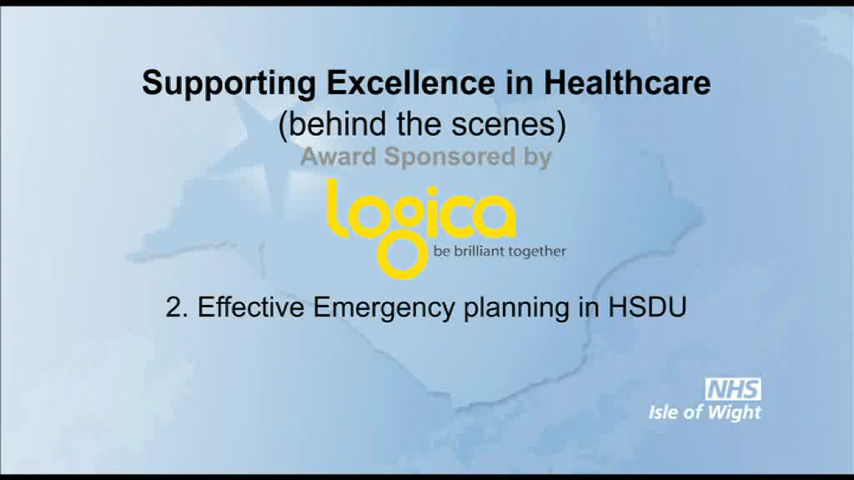 Supporting Excellence in Healthcare
(behind the scenes)
Award Sponsored by
logica
be brilliant together
2. Effective Emergency planning in HSDU
NHS
Isle of Wight